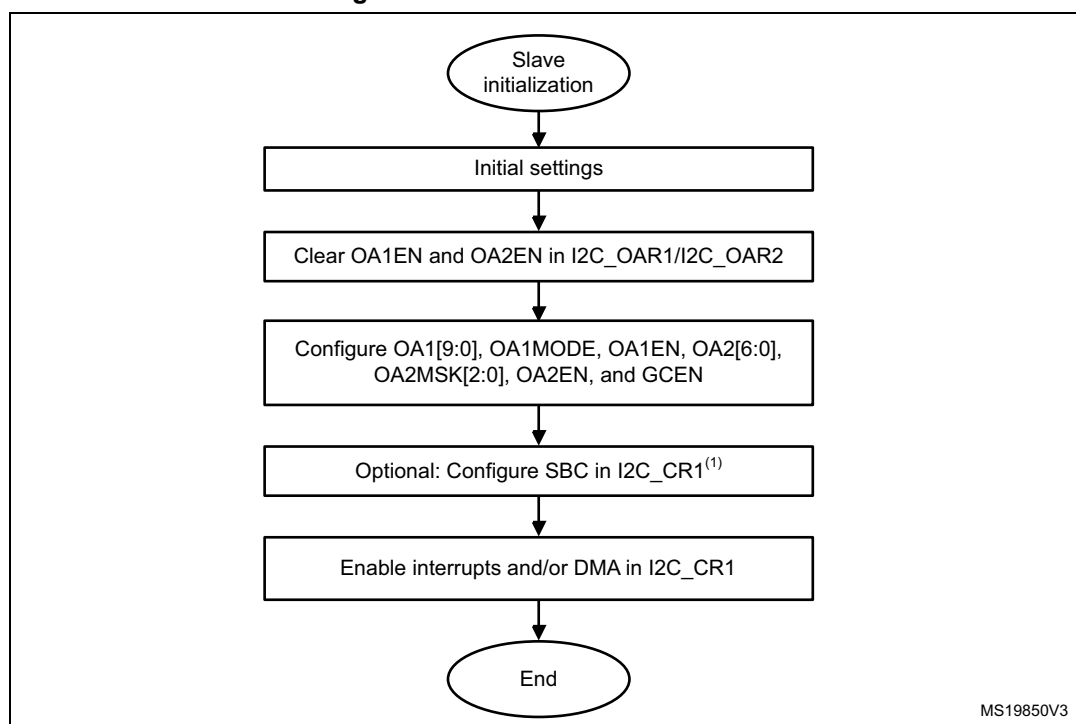 Slave
initialization
Initial settings
Clear OA1EN and OA2EN in I2C_OAR1/I2C_OAR2
Configure OA1[9:0], OA1MODE, OA1EN, OA2[6:0],
OA2MSK[2:0], OA2EN, and GCEN
Optional: Configure SBC in I2C_CR1(1)
Enable interrupts and/or DMA in I2C_CR1
End
MS19850V3